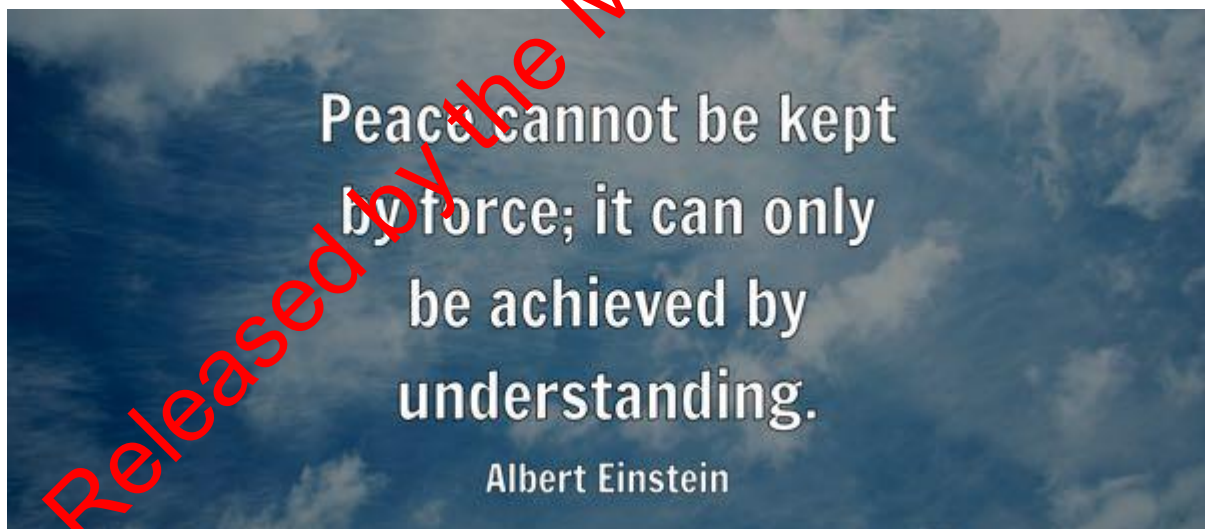 Peace cannot be kept
by force; it can only
be achieved by
understanding.
Albert Einstein
Released by the